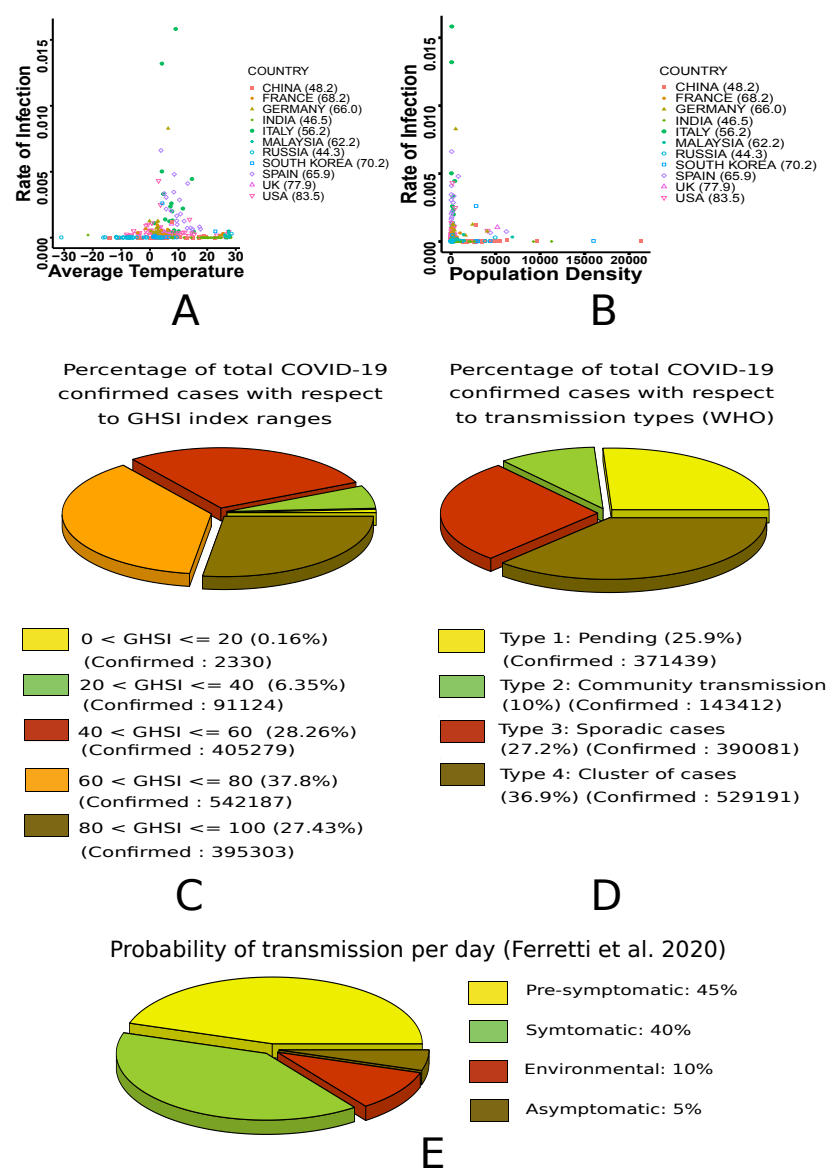 0.015
0.010
0.005
0.000
Rate of Infection
−30 −20 −10 0 10 20 30
Average Temperature
COUNTRY
CHINA (48.2)
FRANCE (68.2)
GERMANY (66.0)
INDIA (46.5)
ITALY (56.2)
MALAYSIA (62.2)
RUSSIA (44.3)
SOUTH KOREA (70.2)
SPAIN (65.9)
UK (77.9)
USA (83.5)
A
0.015
0.010
0.005
0.000
Rate of Infection
0 5000 10000 15000 20000
Population Density
COUNTRY
CHINA (48.2)
FRANCE (68.2)
GERMANY (66.0)
INDIA (46.5)
ITALY (56.2)
MALAYSIA (62.2)
RUSSIA (44.3)
SOUTH KOREA (70.2)
SPAIN (65.9)
UK (77.9)
USA (83.5)
B
Percentage of total COVID-19
confirmed cases with respect
to GHSI index ranges
0 < GHSI <= 20 (0.16%)
(Confirmed : 2330)
20 < GHSI <= 40 (6.35%)
(Confirmed : 91124)
40 < GHSI <= 60 (28.26%)
(Confirmed : 405279)
60 < GHSI <= 80 (37.8%)
(Confirmed : 542187)
80 < GHSI <= 100 (27.43%)
(Confirmed : 395303)
C
Percentage of total COVID-19
confirmed cases with respect
to transmission types (WHO)
Type 1: Pending (25.9%)
(Confirmed : 371439)
Type 2: Community transmission
(10%) (Confirmed : 143412)
Type 3: Sporadic cases
(27.2%) (Confirmed : 390081)
Type 4: Cluster of cases
(36.9%) (Confirmed : 529191)
D
Probability of transmission per day (Ferretti et al. 2020)
Pre-symptomatic: 45%
Symtomatic: 40%
Environmental: 10%
Asymptomatic: 5%
E